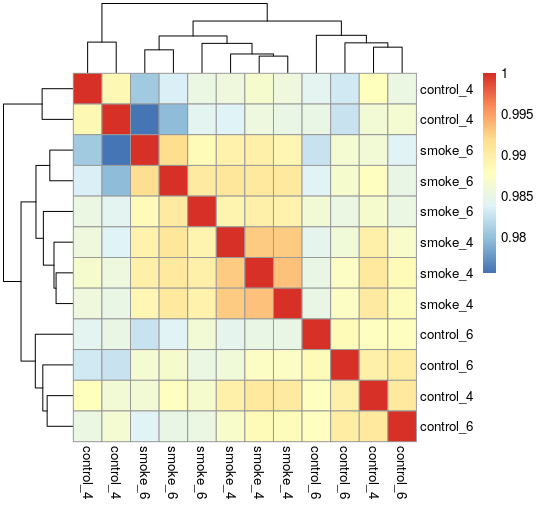 control_4
control_4
smoke_6
smoke_6
smoke_6
smoke_4
smoke_4
smoke_4
control_6
control_6
control_4
control_6
1
0.995
0.99
0.985
0.98
control_4
control_4
smoke_6
smoke_6
smoke_6
smoke_4
smoke_4
smoke_4
control_6
control_6
control_4
control_6